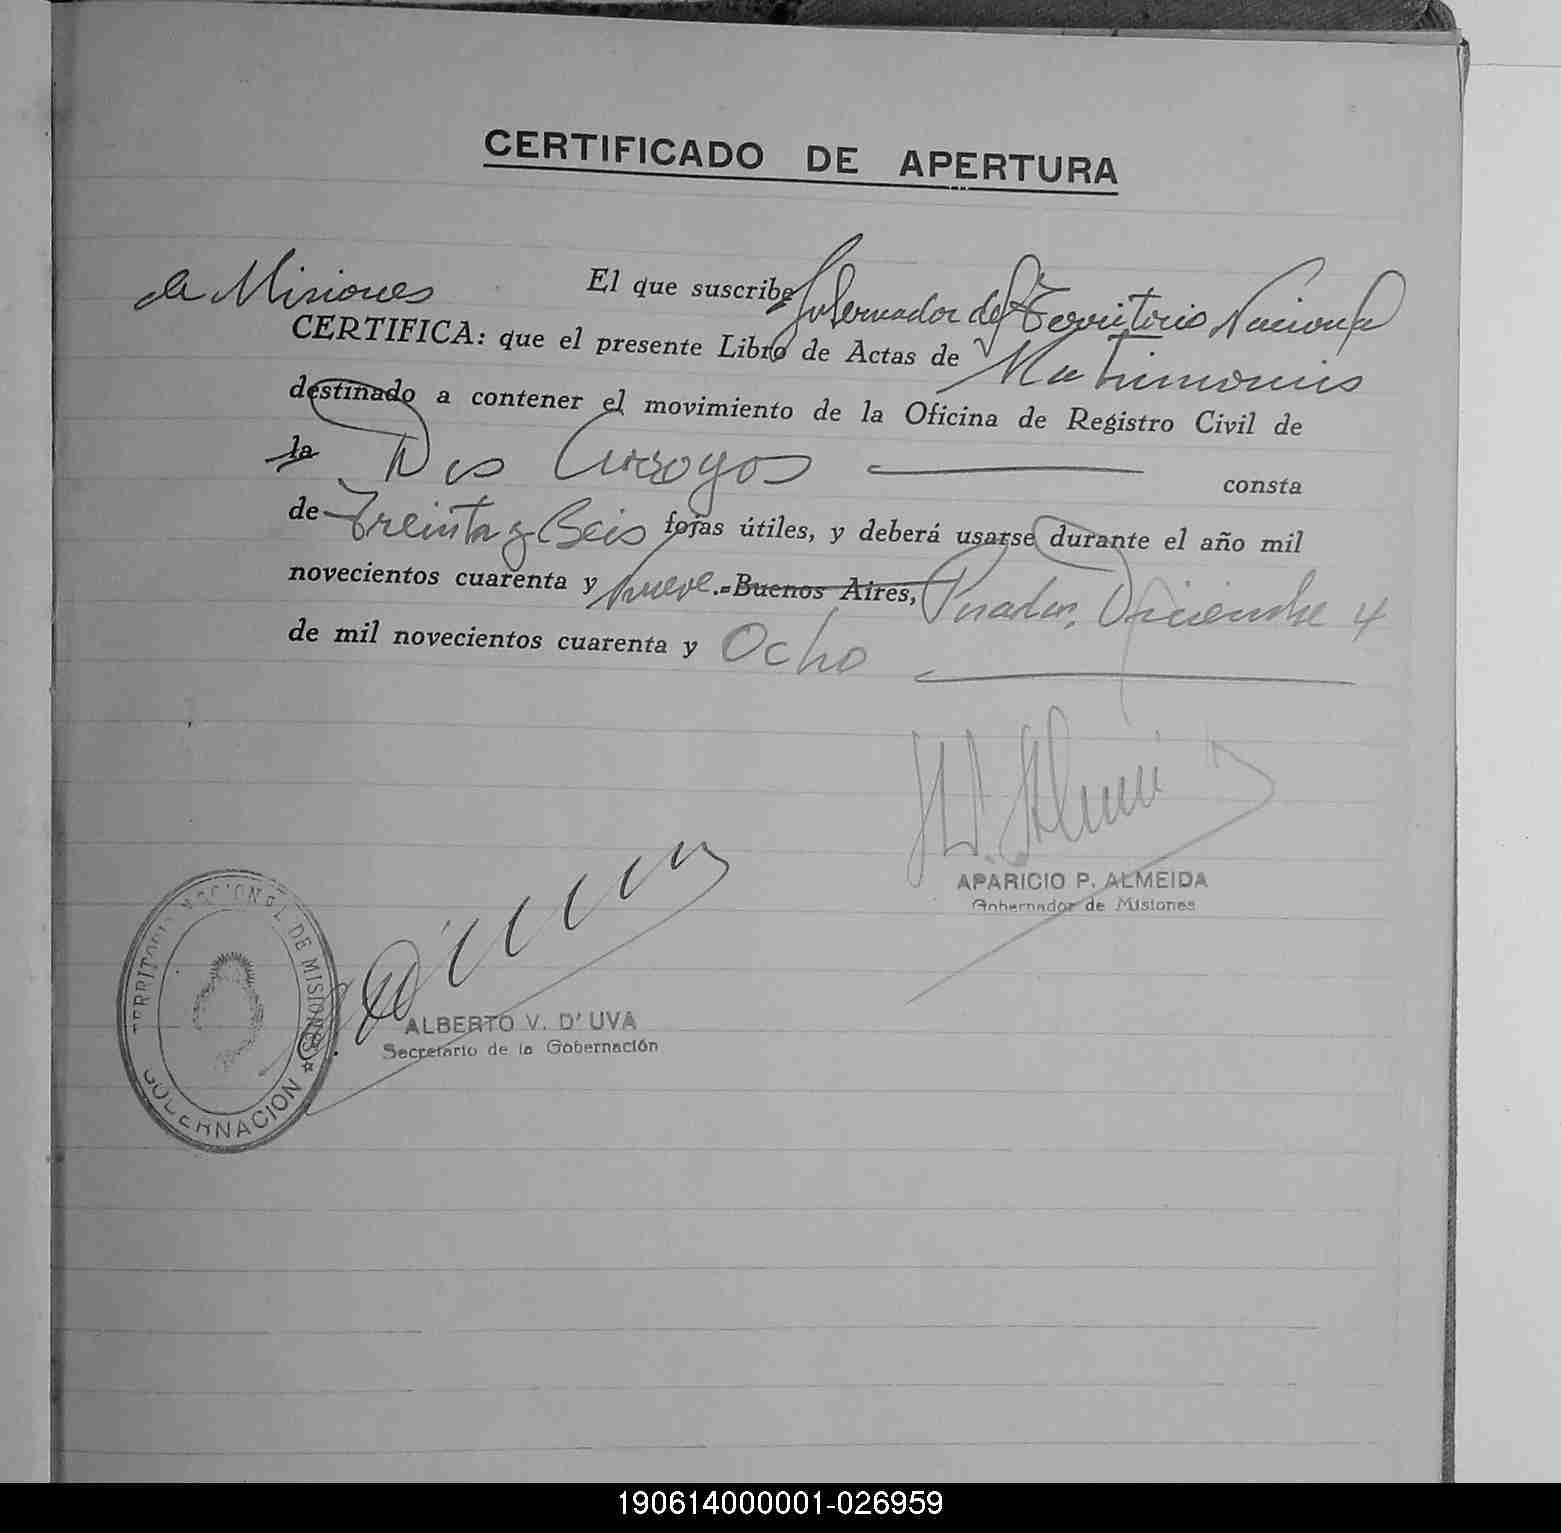 CERTIFICADO DE APERTURA
El que suscribe Gobernador del Territorio Nacional
de Misiones
CERTIFICA: que el presente Libro de Actas de Matrimonios
destinado a contener el movimiento de la Oficina de Registro Civil de
la Dos Arroyos consta
de Treinta y Seis fojas útiles, y deberá usarse durante el año mil
novecientos cuarenta y nueve.-Buenos Aires, Posadas, Diciembre 4
de mil novecientos cuarenta y Ocho
APARICIO P. ALMEIDA
Gobernador de Misiones
TERRITORIO NACIONAL DE MISIONES
GOBERNACION
ALBERTO V. D'UVA
Secretario de la Gobernación
190614000001-026959